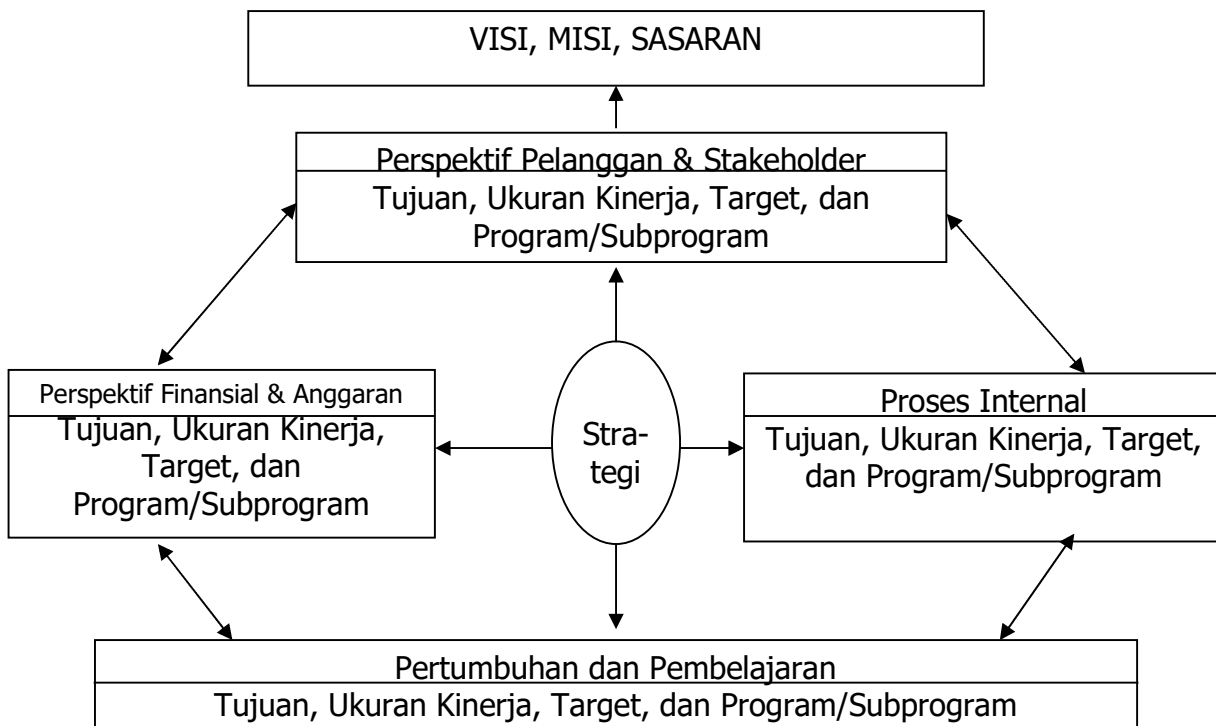 VISI, MISI, SASARAN
Perspektif Pelanggan & Stakeholder
Tujuan, Ukuran Kinerja, Target, dan
Program/Subprogram
Perspektif Finansial & Anggaran
Tujuan, Ukuran Kinerja,
Target, dan
Program/Subprogram
Stra-
tegi
Proses Internal
Tujuan, Ukuran Kinerja, Target,
dan Program/Subprogram
Pertumbuhan dan Pembelajaran
Tujuan, Ukuran Kinerja, Target, dan Program/Subprogram